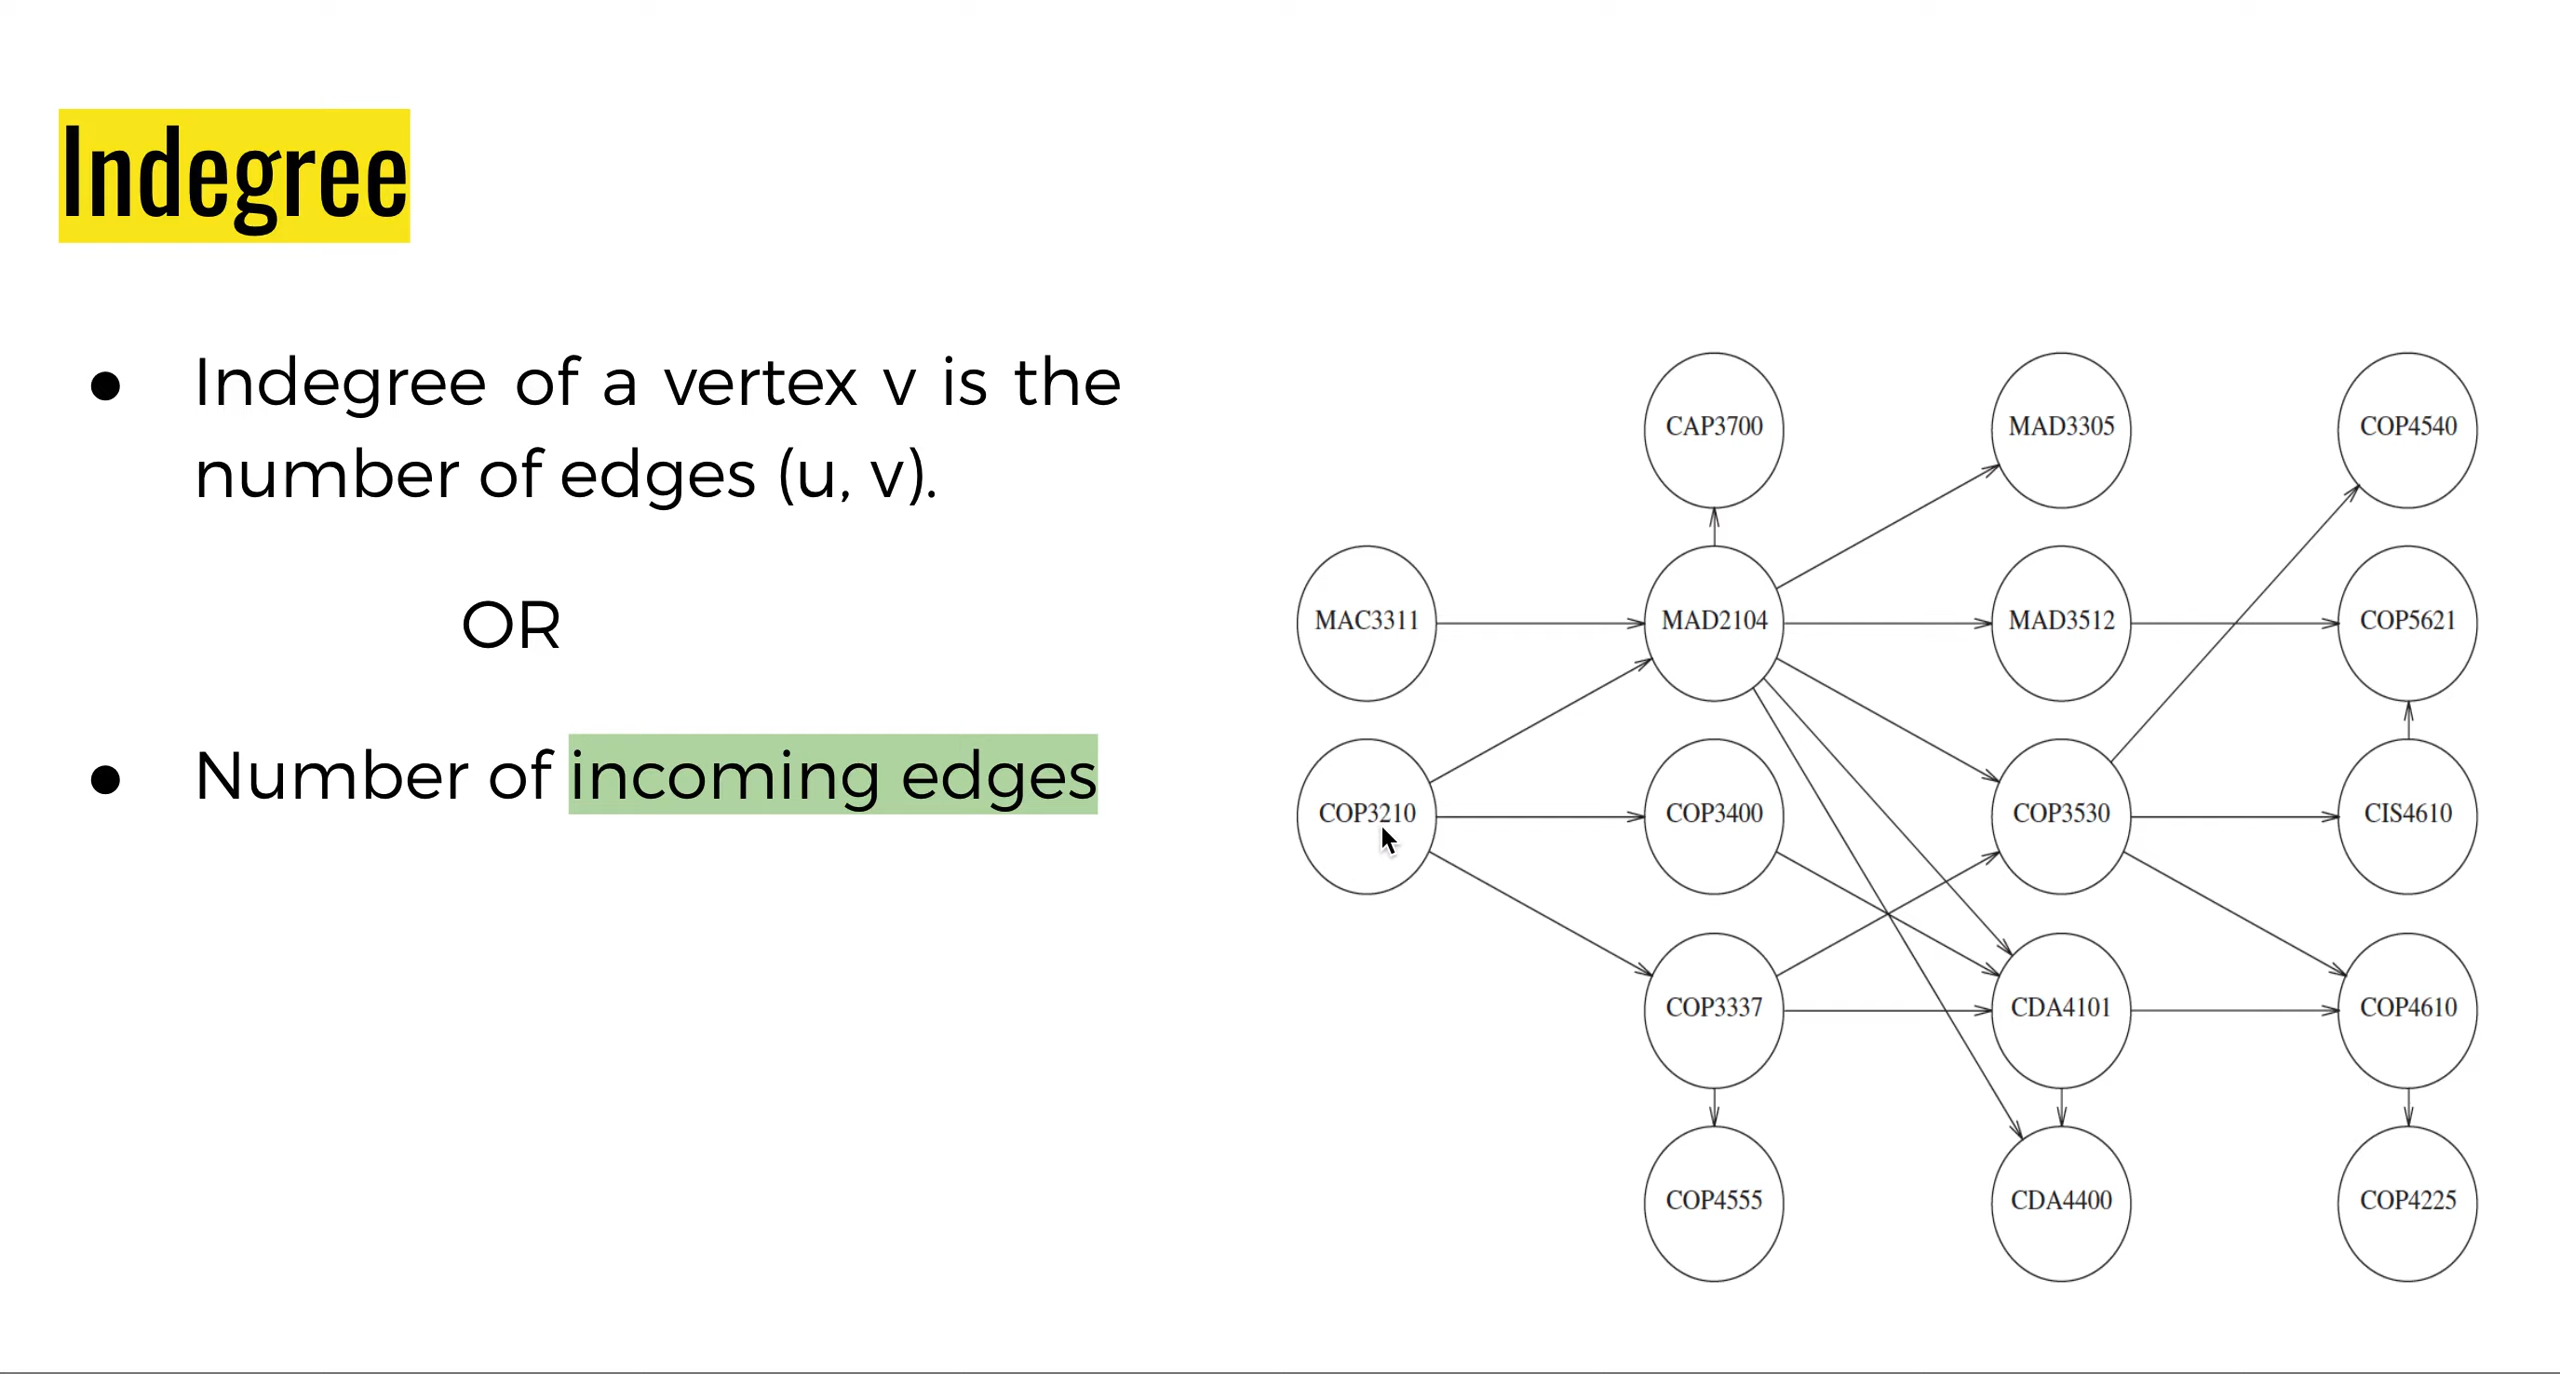 Indegree
● Indegree of a vertex v is the
number of edges (u, v).
OR
● Number of incoming edges
CAP3700 MAD3305 COP4540
MAC3311 MAD2104 MAD3512 COP5621
COP3210 COP3400 COP3530 CIS4610
COP3337 CDA4101 COP4610
COP4555 CDA4400 COP4225